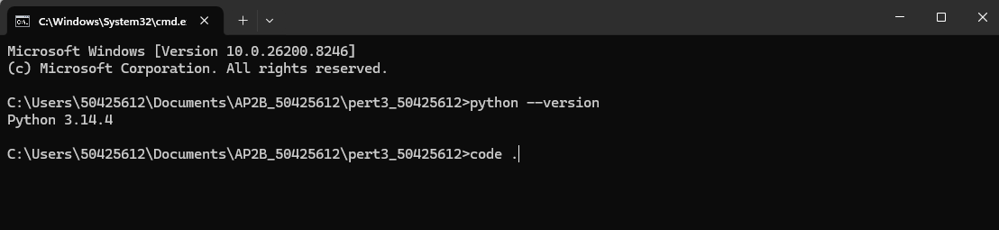 C:\Windows\System32\cmd.e
Microsoft Windows [Version 10.0.26200.8246]
(c) Microsoft Corporation. All rights reserved.
C:\Users\50425612\Documents\AP2B_50425612\pert3_50425612>python --version
Python 3.14.4
C:\Users\50425612\Documents\AP2B_50425612\pert3_50425612>code .